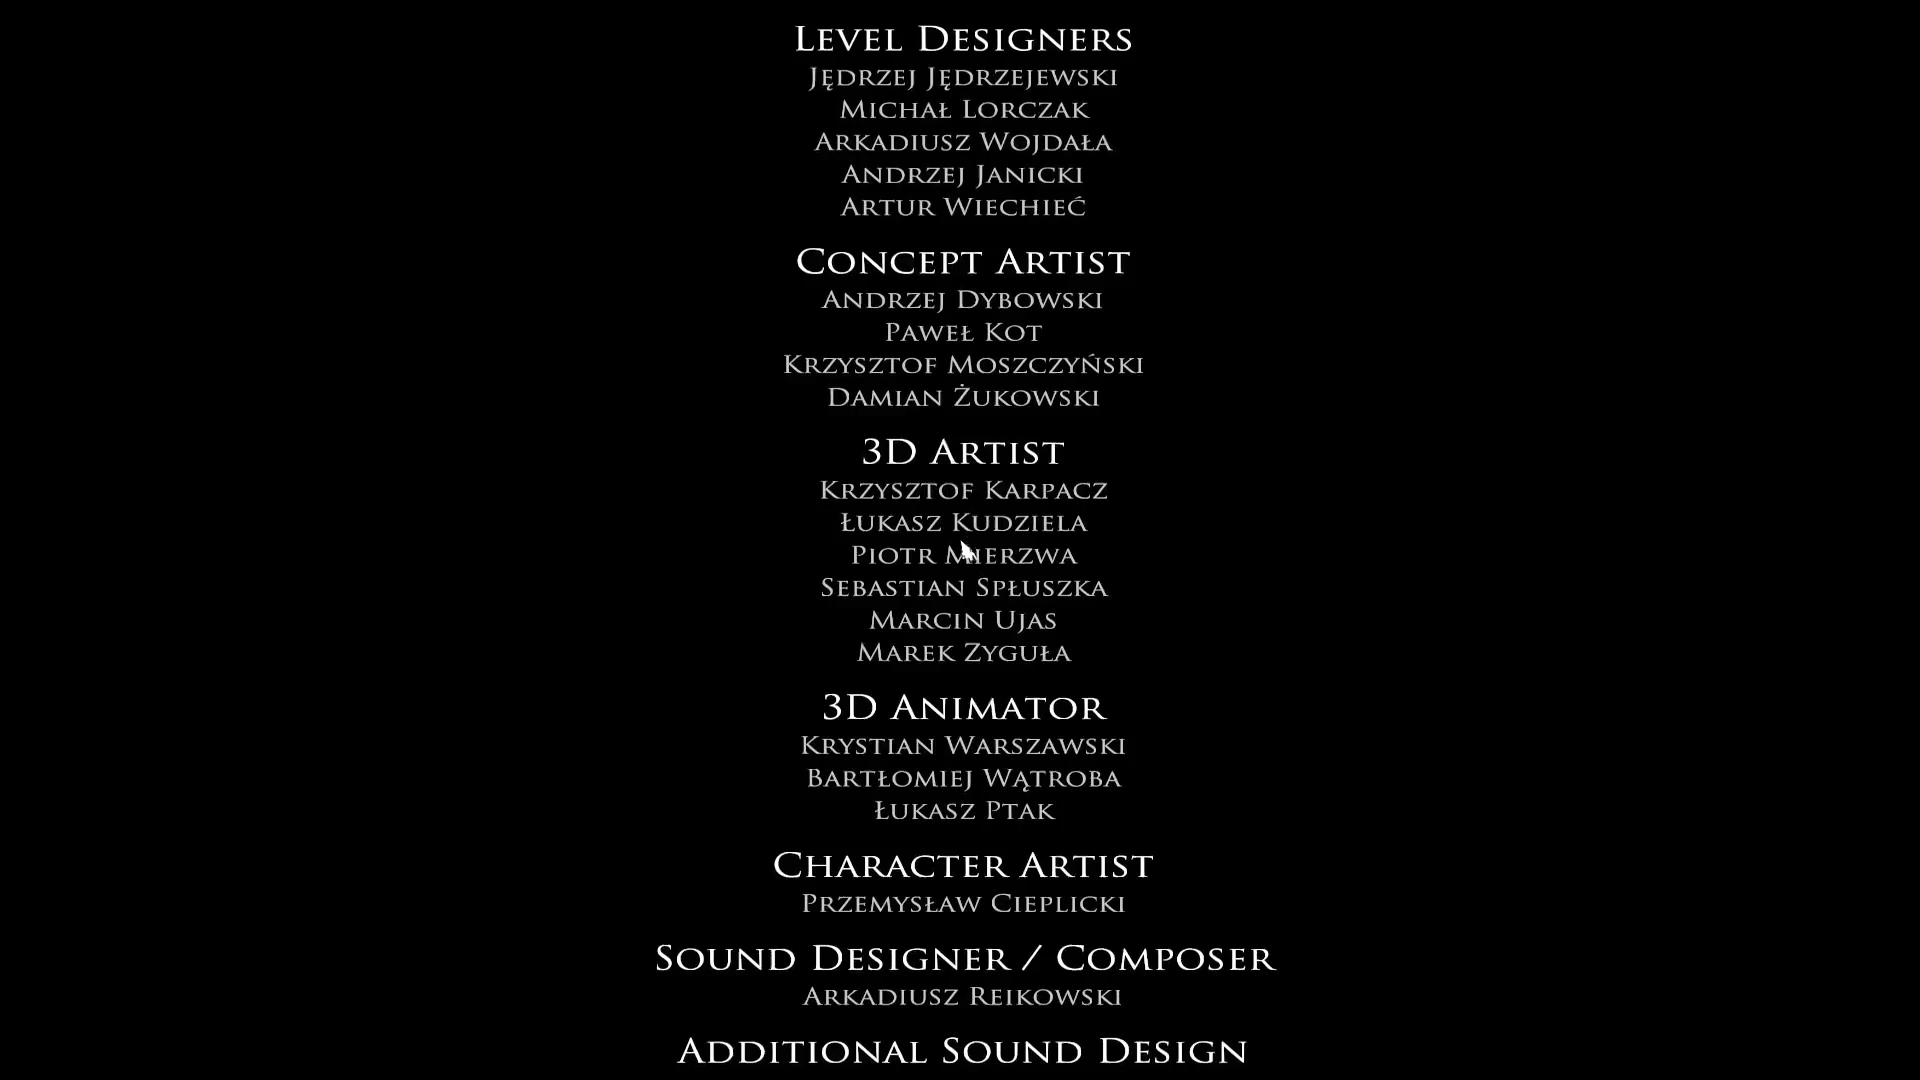 Level Designers
Jędrzej Jędrzejewski
Michał Lorczak
Arkadiusz Wojdała
Andrzej Janicki
Artur Wiechieć
Concept Artist
Andrzej Dybowski
Paweł Kot
Krzysztof Moszczyński
Damian Żukowski
3D Artist
Krzysztof Karpacz
Łukasz Kudziela
Piotr Mierzwa
Sebastian Spłuszka
Marcin Ujas
Marek Zyguła
3D Animator
Krystian Warszawski
Bartłomiej Wątroba
Łukasz Ptak
Character Artist
Przemysław Cieplicki
Sound Designer / Composer
Arkadiusz Reikowski
Additional Sound Design